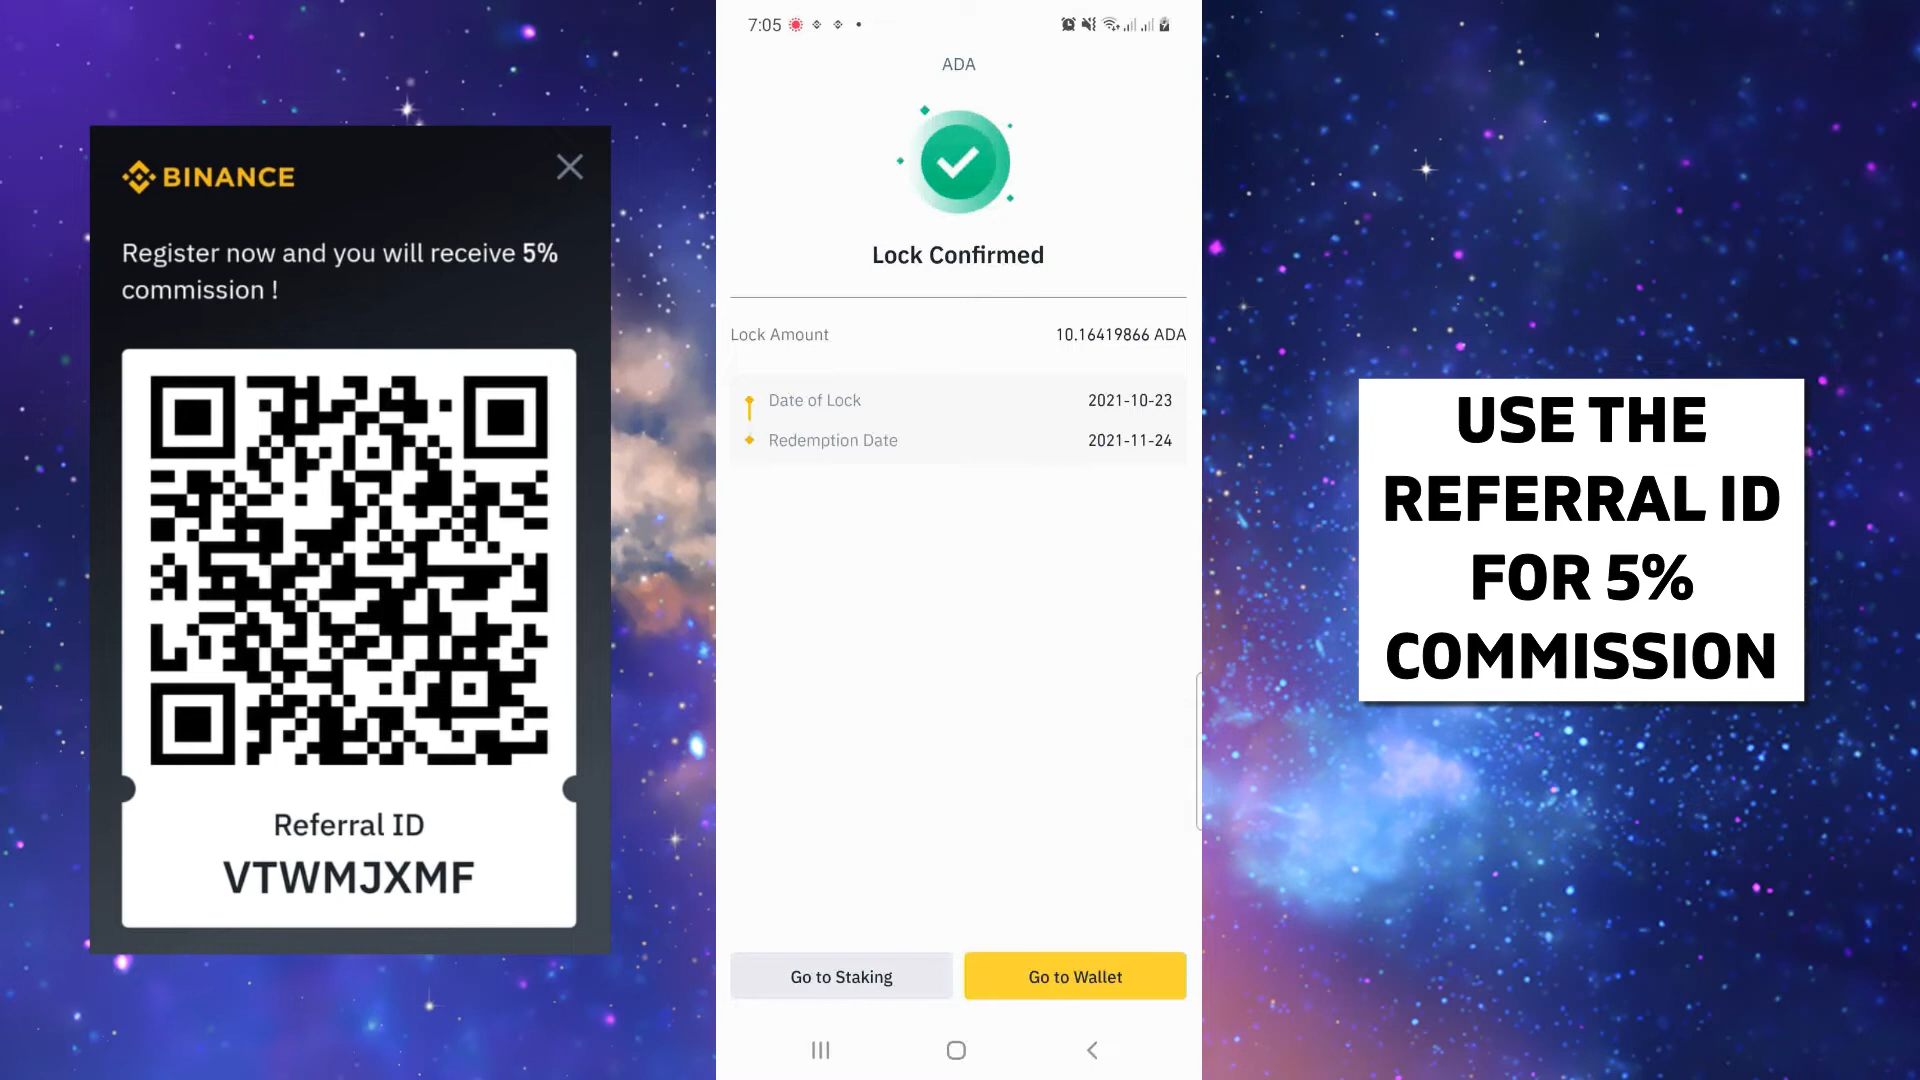 BINANCE
Register now and you will receive 5%
commission !
Referral ID
VTWMJXMF
7:05
ADA
Lock Confirmed
Lock Amount 10.16419866 ADA
Date of Lock 2021-10-23
Redemption Date 2021-11-24
Go to Staking Go to Wallet
USE THE
REFERRAL ID
FOR 5%
COMMISSION